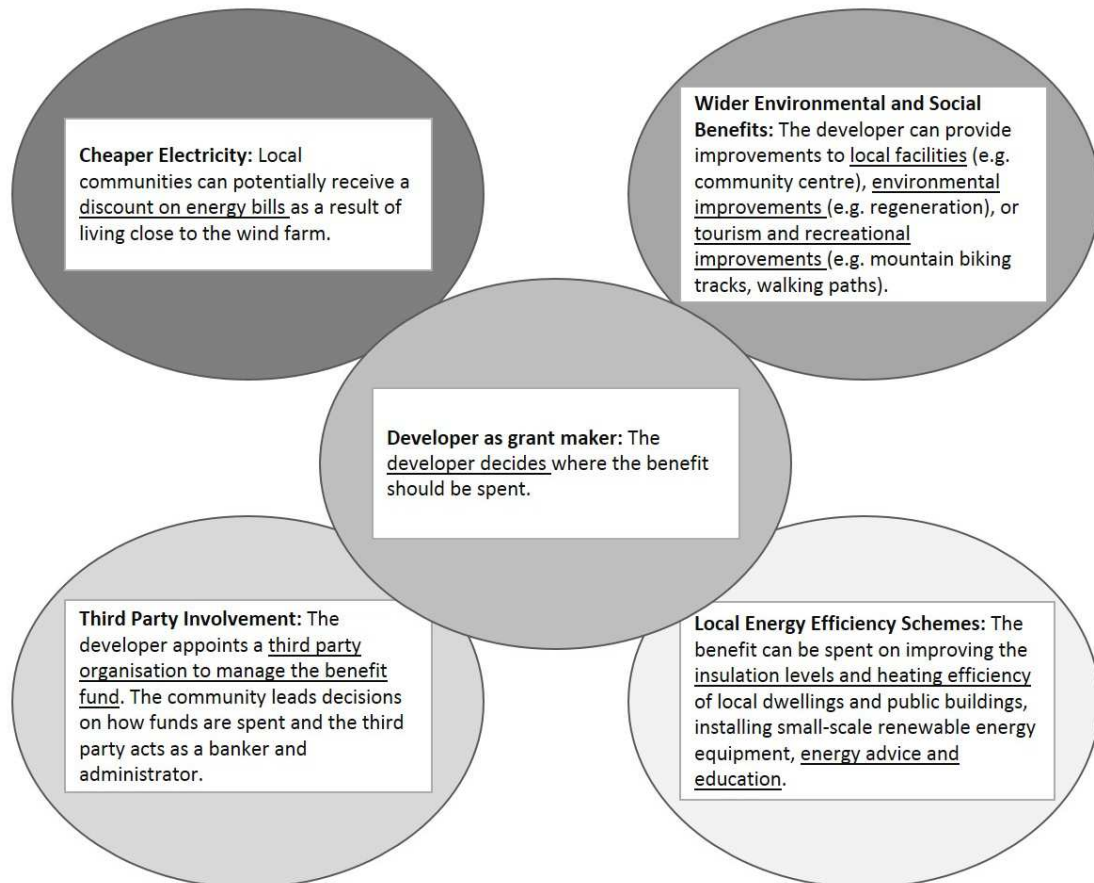 Cheaper Electricity: Local
communities can potentially receive a
discount on energy bills as a result of
living close to the wind farm.
Wider Environmental and Social
Benefits: The developer can provide
improvements to local facilities (e.g.
community centre), environmental
improvements (e.g. regeneration), or
tourism and recreational
improvements (e.g. mountain biking
tracks, walking paths).
Developer as grant maker: The
developer decides where the benefit
should be spent.
Third Party Involvement: The
developer appoints a third party
organisation to manage the benefit
fund. The community leads decisions
on how funds are spent and the third
party acts as a banker and
administrator.
Local Energy Efficiency Schemes: The
benefit can be spent on improving the
insulation levels and heating efficiency
of local dwellings and public buildings,
installing small-scale renewable energy
equipment, energy advice and
education.